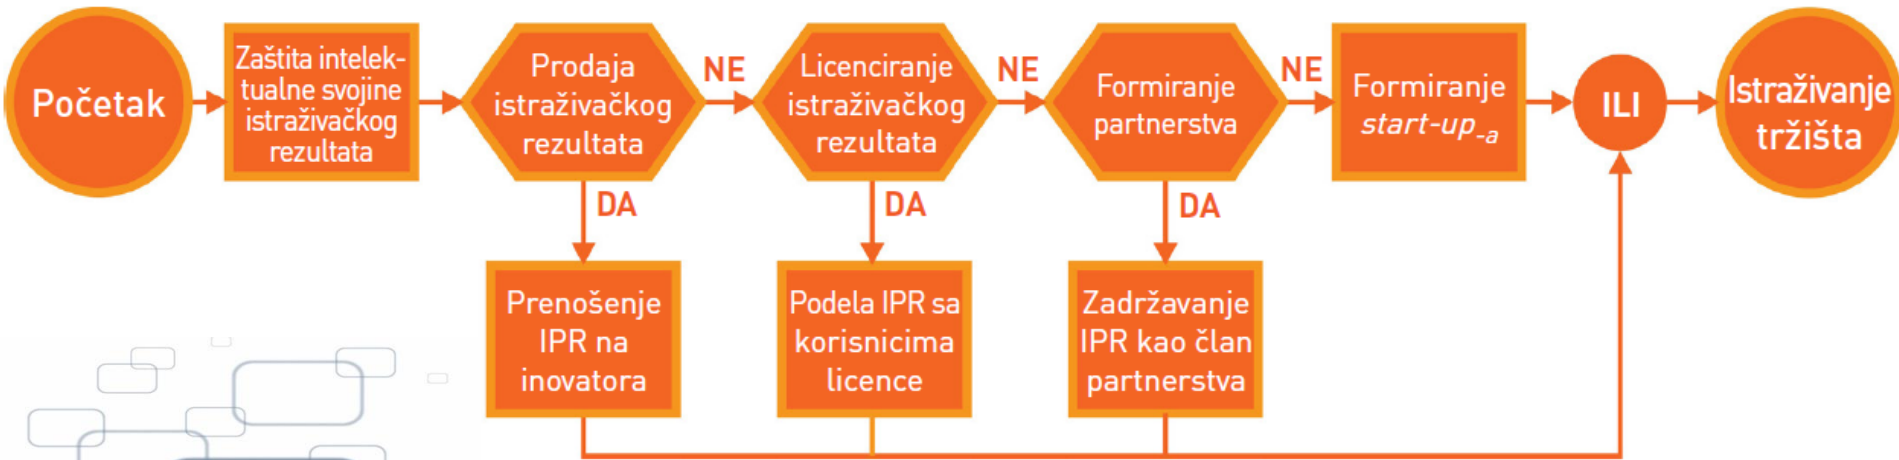 Početak
Zaštita intelek-
tualne svojine
istraživačkog
rezultata
Prodaja
istraživačkog
rezultata
NE
Licenciranje
istraživačkog
rezultata
NE
Formiranje
partnerstva
NE
Formiranje
start-up-a
ILI
Istraživanje
tržišta
DA
DA
DA
Prenošenje
IPR na
inovatora
Podela IPR sa
korisnicima
licence
Zadržavanje
IPR kao član
partnerstva